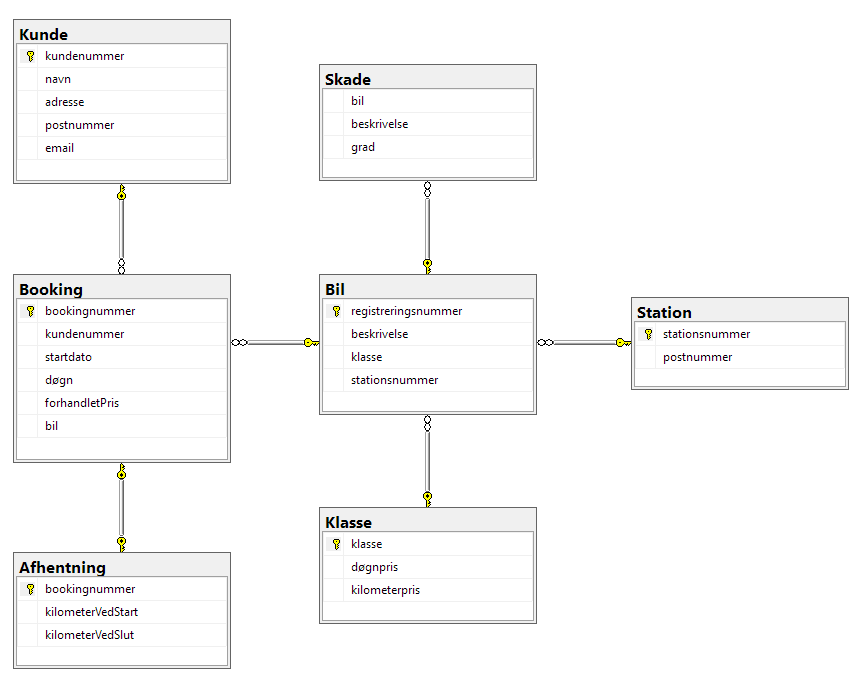 Kunde
kundenummer
navn
adresse
postnummer
email
Skade
bil
beskrivelse
grad
Booking
bookingnummer
kundenummer
startdato
døgn
forhandletPris
bil
Bil
registreringsnummer
beskrivelse
klasse
stationsnummer
Station
stationsnummer
postnummer
Afhentning
bookingnummer
kilometerVedStart
kilometerVedSlut
Klasse
klasse
døgnpris
kilometerpris